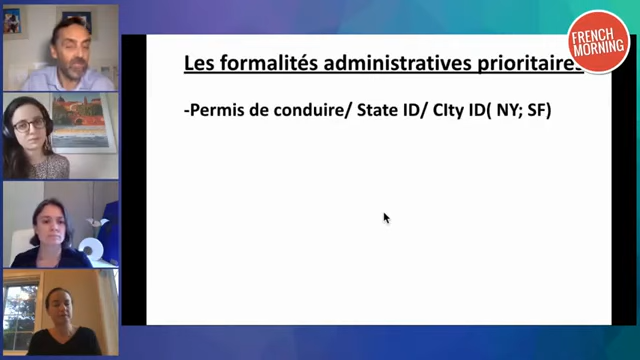 Les formalités administratives prioritaires
-Permis de conduire/ State ID/ CIty ID( NY; SF)
FRENCH
MORNING